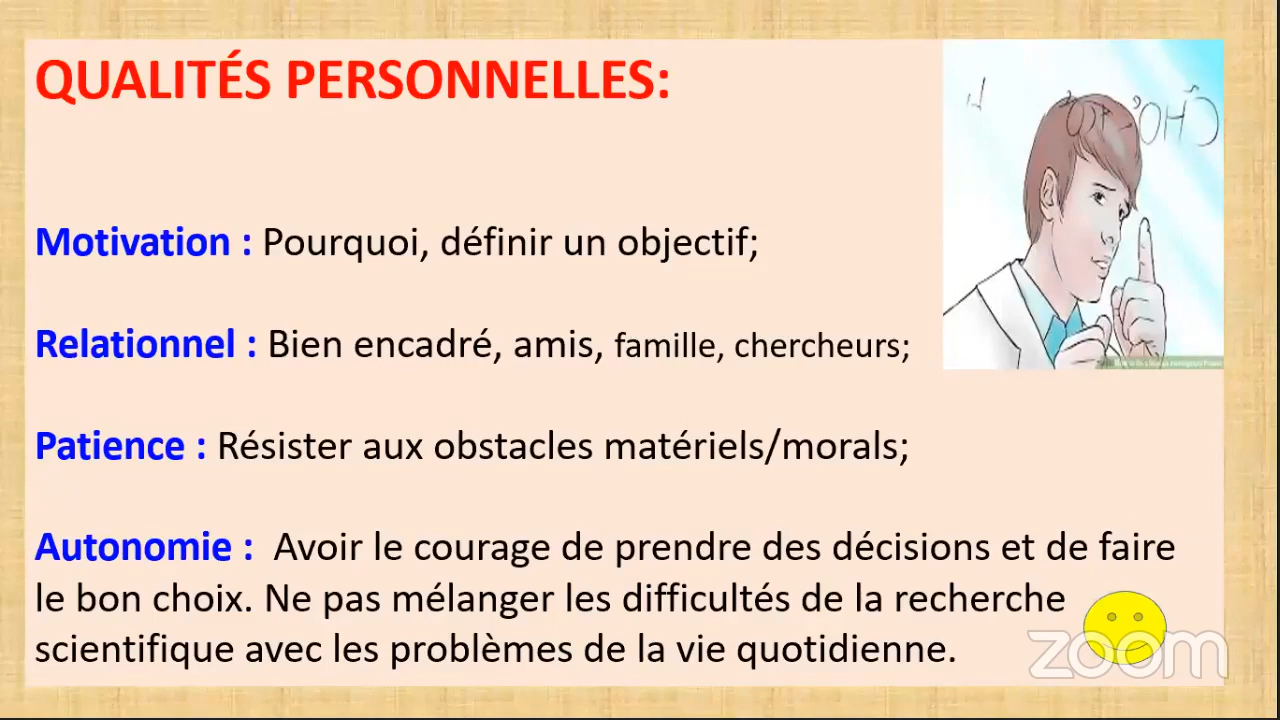 QUALITÉS PERSONNELLES:
Motivation : Pourquoi, définir un objectif;
Relationnel : Bien encadré, amis, famille, chercheurs;
Patience : Résister aux obstacles matériels/morals;
Autonomie : Avoir le courage de prendre des décisions et de faire
le bon choix. Ne pas mélanger les difficultés de la recherche
scientifique avec les problèmes de la vie quotidienne.
zoom